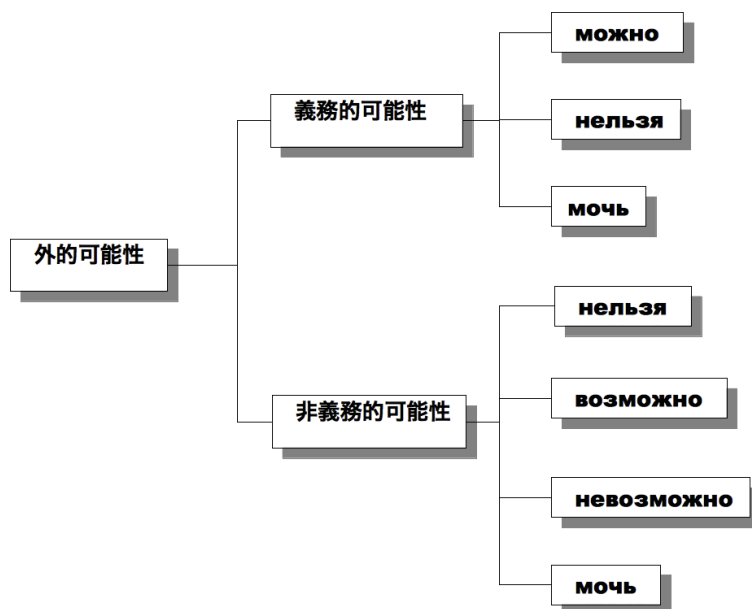 外的可能性
義務的可能性
можно
нельзя
мочь
非義務的可能性
нельзя
возможно
невозможно
мочь